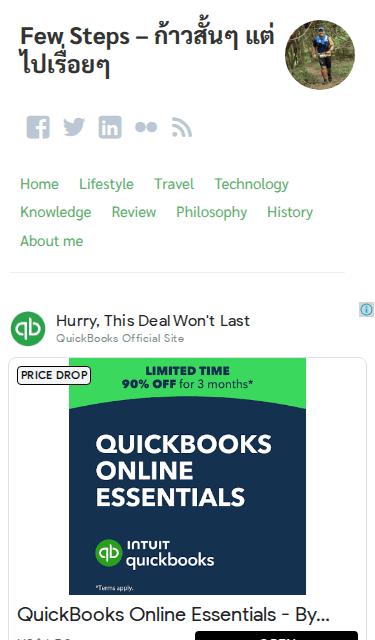 Few Steps – ก้าวสั้นๆ แต่
ไปเรื่อยๆ
Home Lifestyle Travel Technology
Knowledge Review Philosophy History
About me
Hurry, This Deal Won't Last
QuickBooks Official Site
PRICE DROP
LIMITED TIME
90% OFF for 3 months*
QUICKBOOKS
ONLINE
ESSENTIALS
qb INTUIT
quickbooks
*Terms apply.
QuickBooks Online Essentials - By...